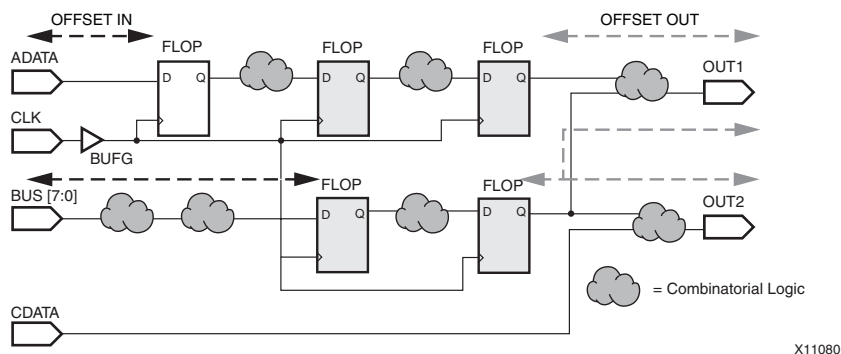 OFFSET IN
OFFSET OUT
ADATA
FLOP
FLOP
FLOP
OUT1
D Q
D Q
D Q
CLK
BUFG
BUS [7:0]
FLOP
FLOP
OUT2
D Q
D Q
= Combinatorial Logic
CDATA
X11080